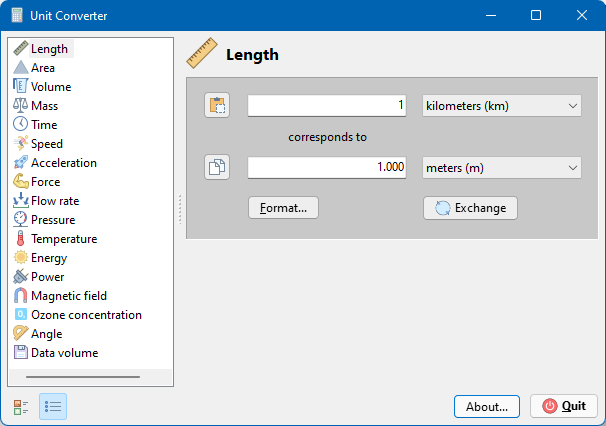 Unit Converter
Length
Area
Volume
Mass
Time
Speed
Acceleration
Force
Flow rate
Pressure
Temperature
Energy
Power
Magnetic field
Ozone concentration
Angle
Data volume
Length
1 kilometers (km)
corresponds to
1.000 meters (m)
Format... Exchange
About... Quit